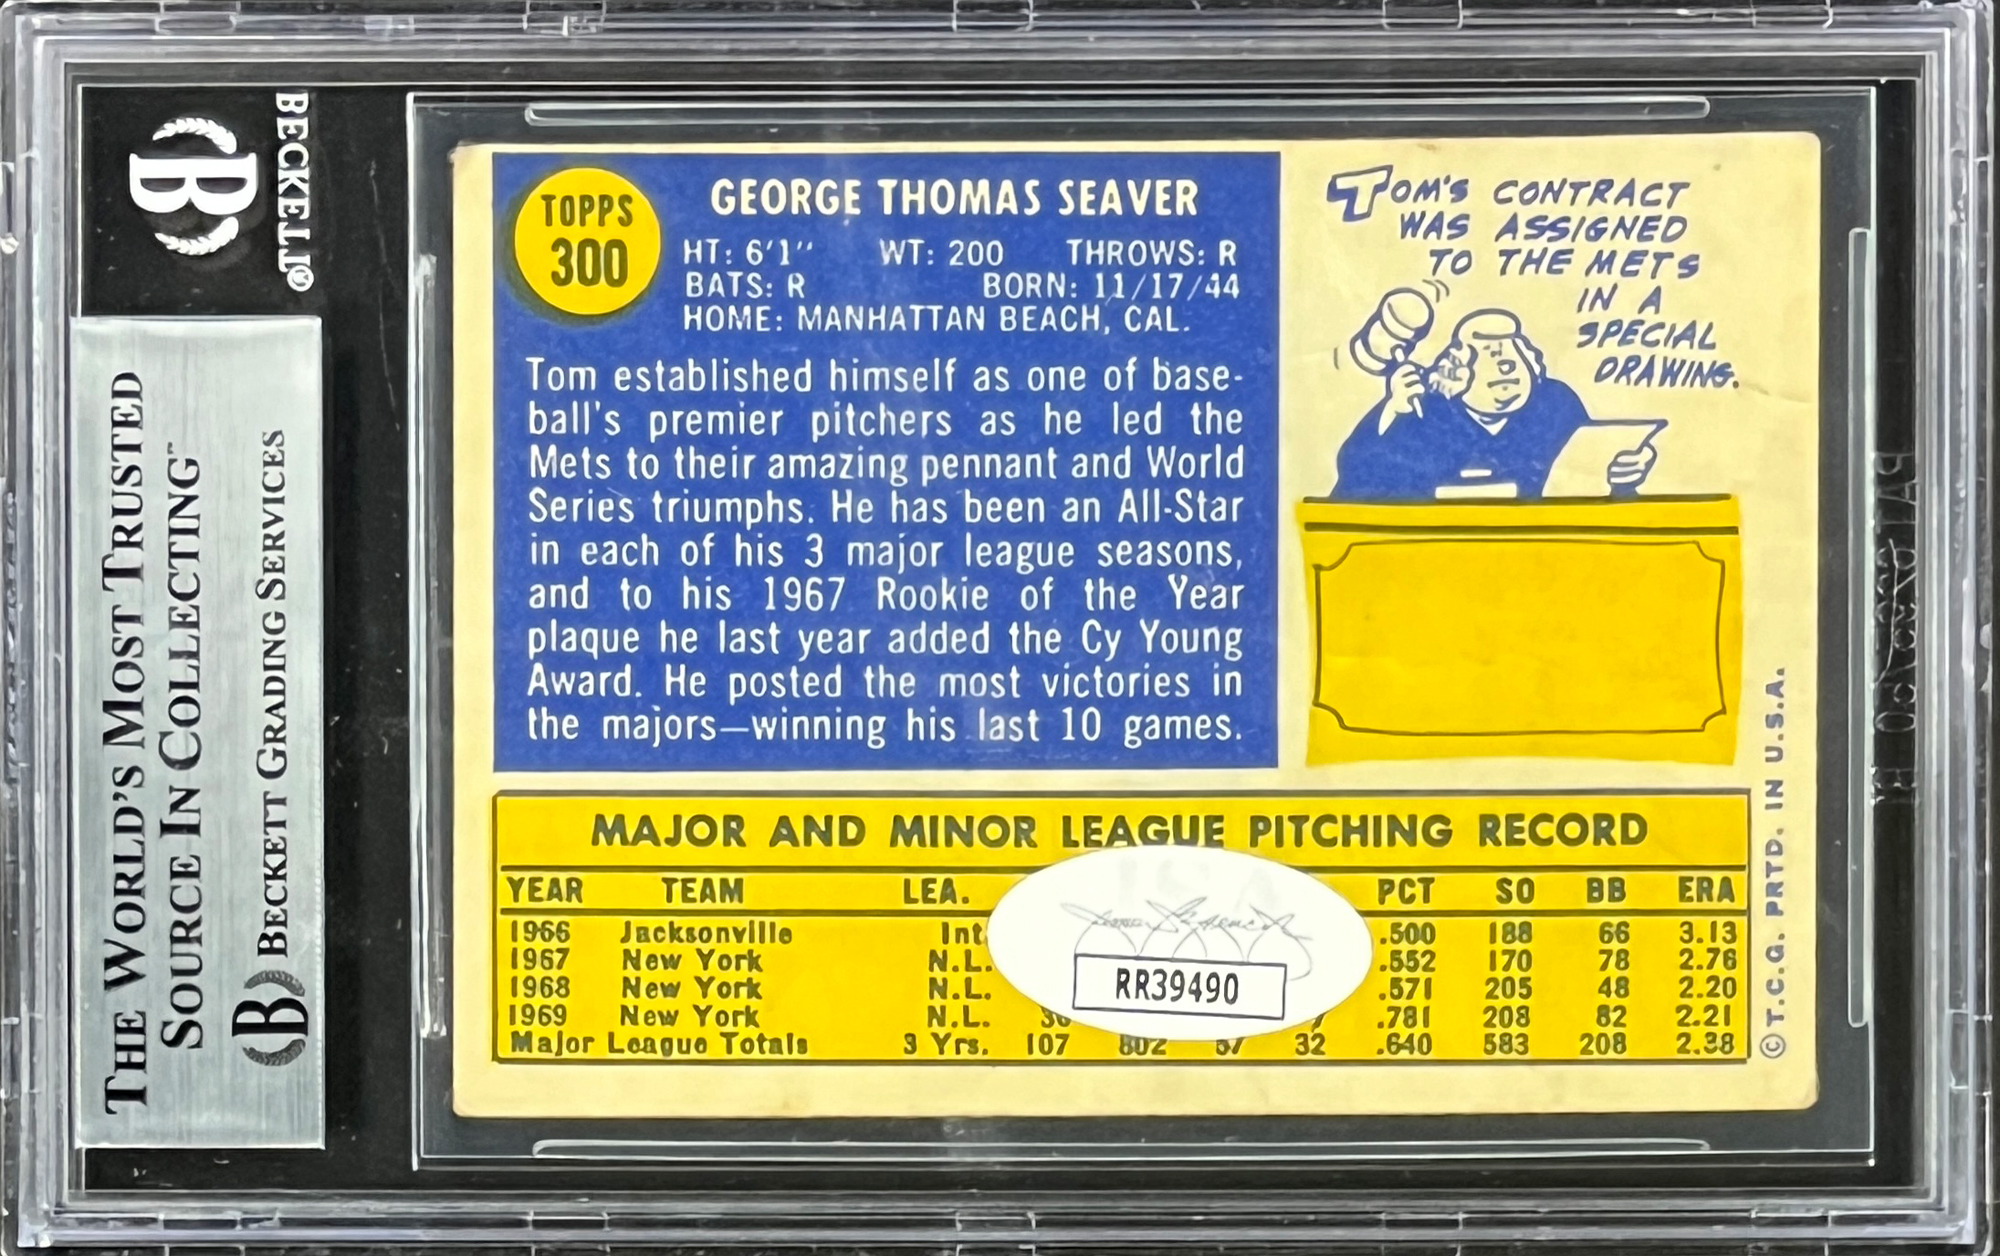 BECKETT®
B
THE WORLD'S MOST TRUSTED
SOURCE IN COLLECTING™
B BECKETT GRADING SERVICES
TOPPS
300
GEORGE THOMAS SEAVER
HT: 6'1" WT: 200 THROWS: R
BATS: R BORN: 11/17/44
HOME: MANHATTAN BEACH, CAL.
Tom established himself as one of base-
ball's premier pitchers as he led the
Mets to their amazing pennant and World
Series triumphs. He has been an All-Star
in each of his 3 major league seasons,
and to his 1967 Rookie of the Year
plaque he last year added the Cy Young
Award. He posted the most victories in
the majors—winning his last 10 games.
TOM'S CONTRACT
WAS ASSIGNED
TO THE METS
IN A
SPECIAL
DRAWING.
MAJOR AND MINOR LEAGUE PITCHING RECORD
YEAR TEAM LEA. PCT SO BB ERA
1966 Jacksonville Int .500 188 66 3.13
1967 New York N.L. .552 170 78 2.76
1968 New York N.L. .571 205 48 2.20
1969 New York N.L. .781 208 82 2.21
Major League Totals 3 Yrs. 107 802 57 32 .640 583 208 2.38
RR39490
© T.C.G. PRTD. IN U.S.A.